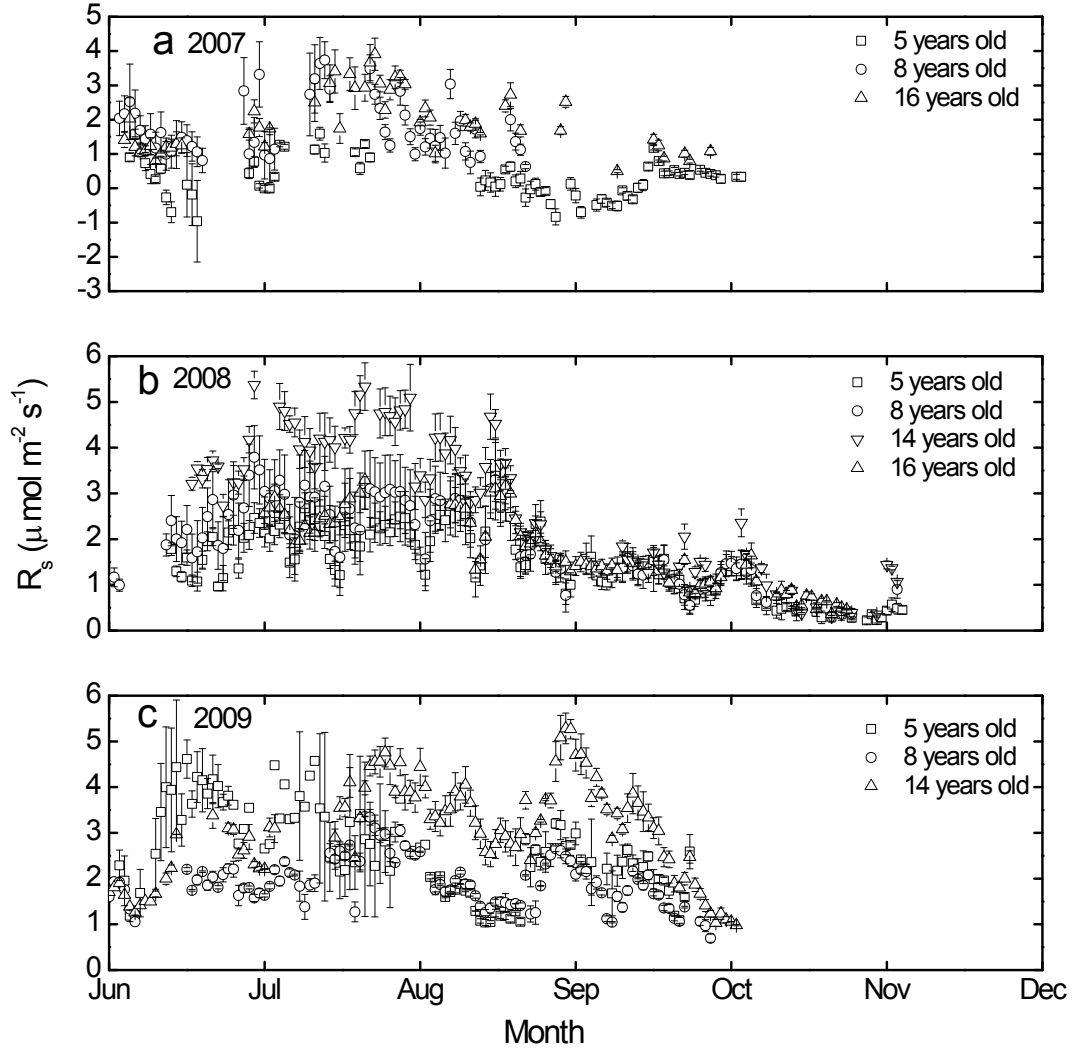 a 2007
5 years old
8 years old
16 years old
5
4
3
2
1
0
-1
-2
-3
b 2008
5 years old
8 years old
14 years old
16 years old
6
5
4
3
2
1
0
R_s (μ mol m⁻² s⁻¹)
c 2009
5 years old
8 years old
14 years old
6
5
4
3
2
1
0
Jun Jul Aug Sep Oct Nov Dec
Month